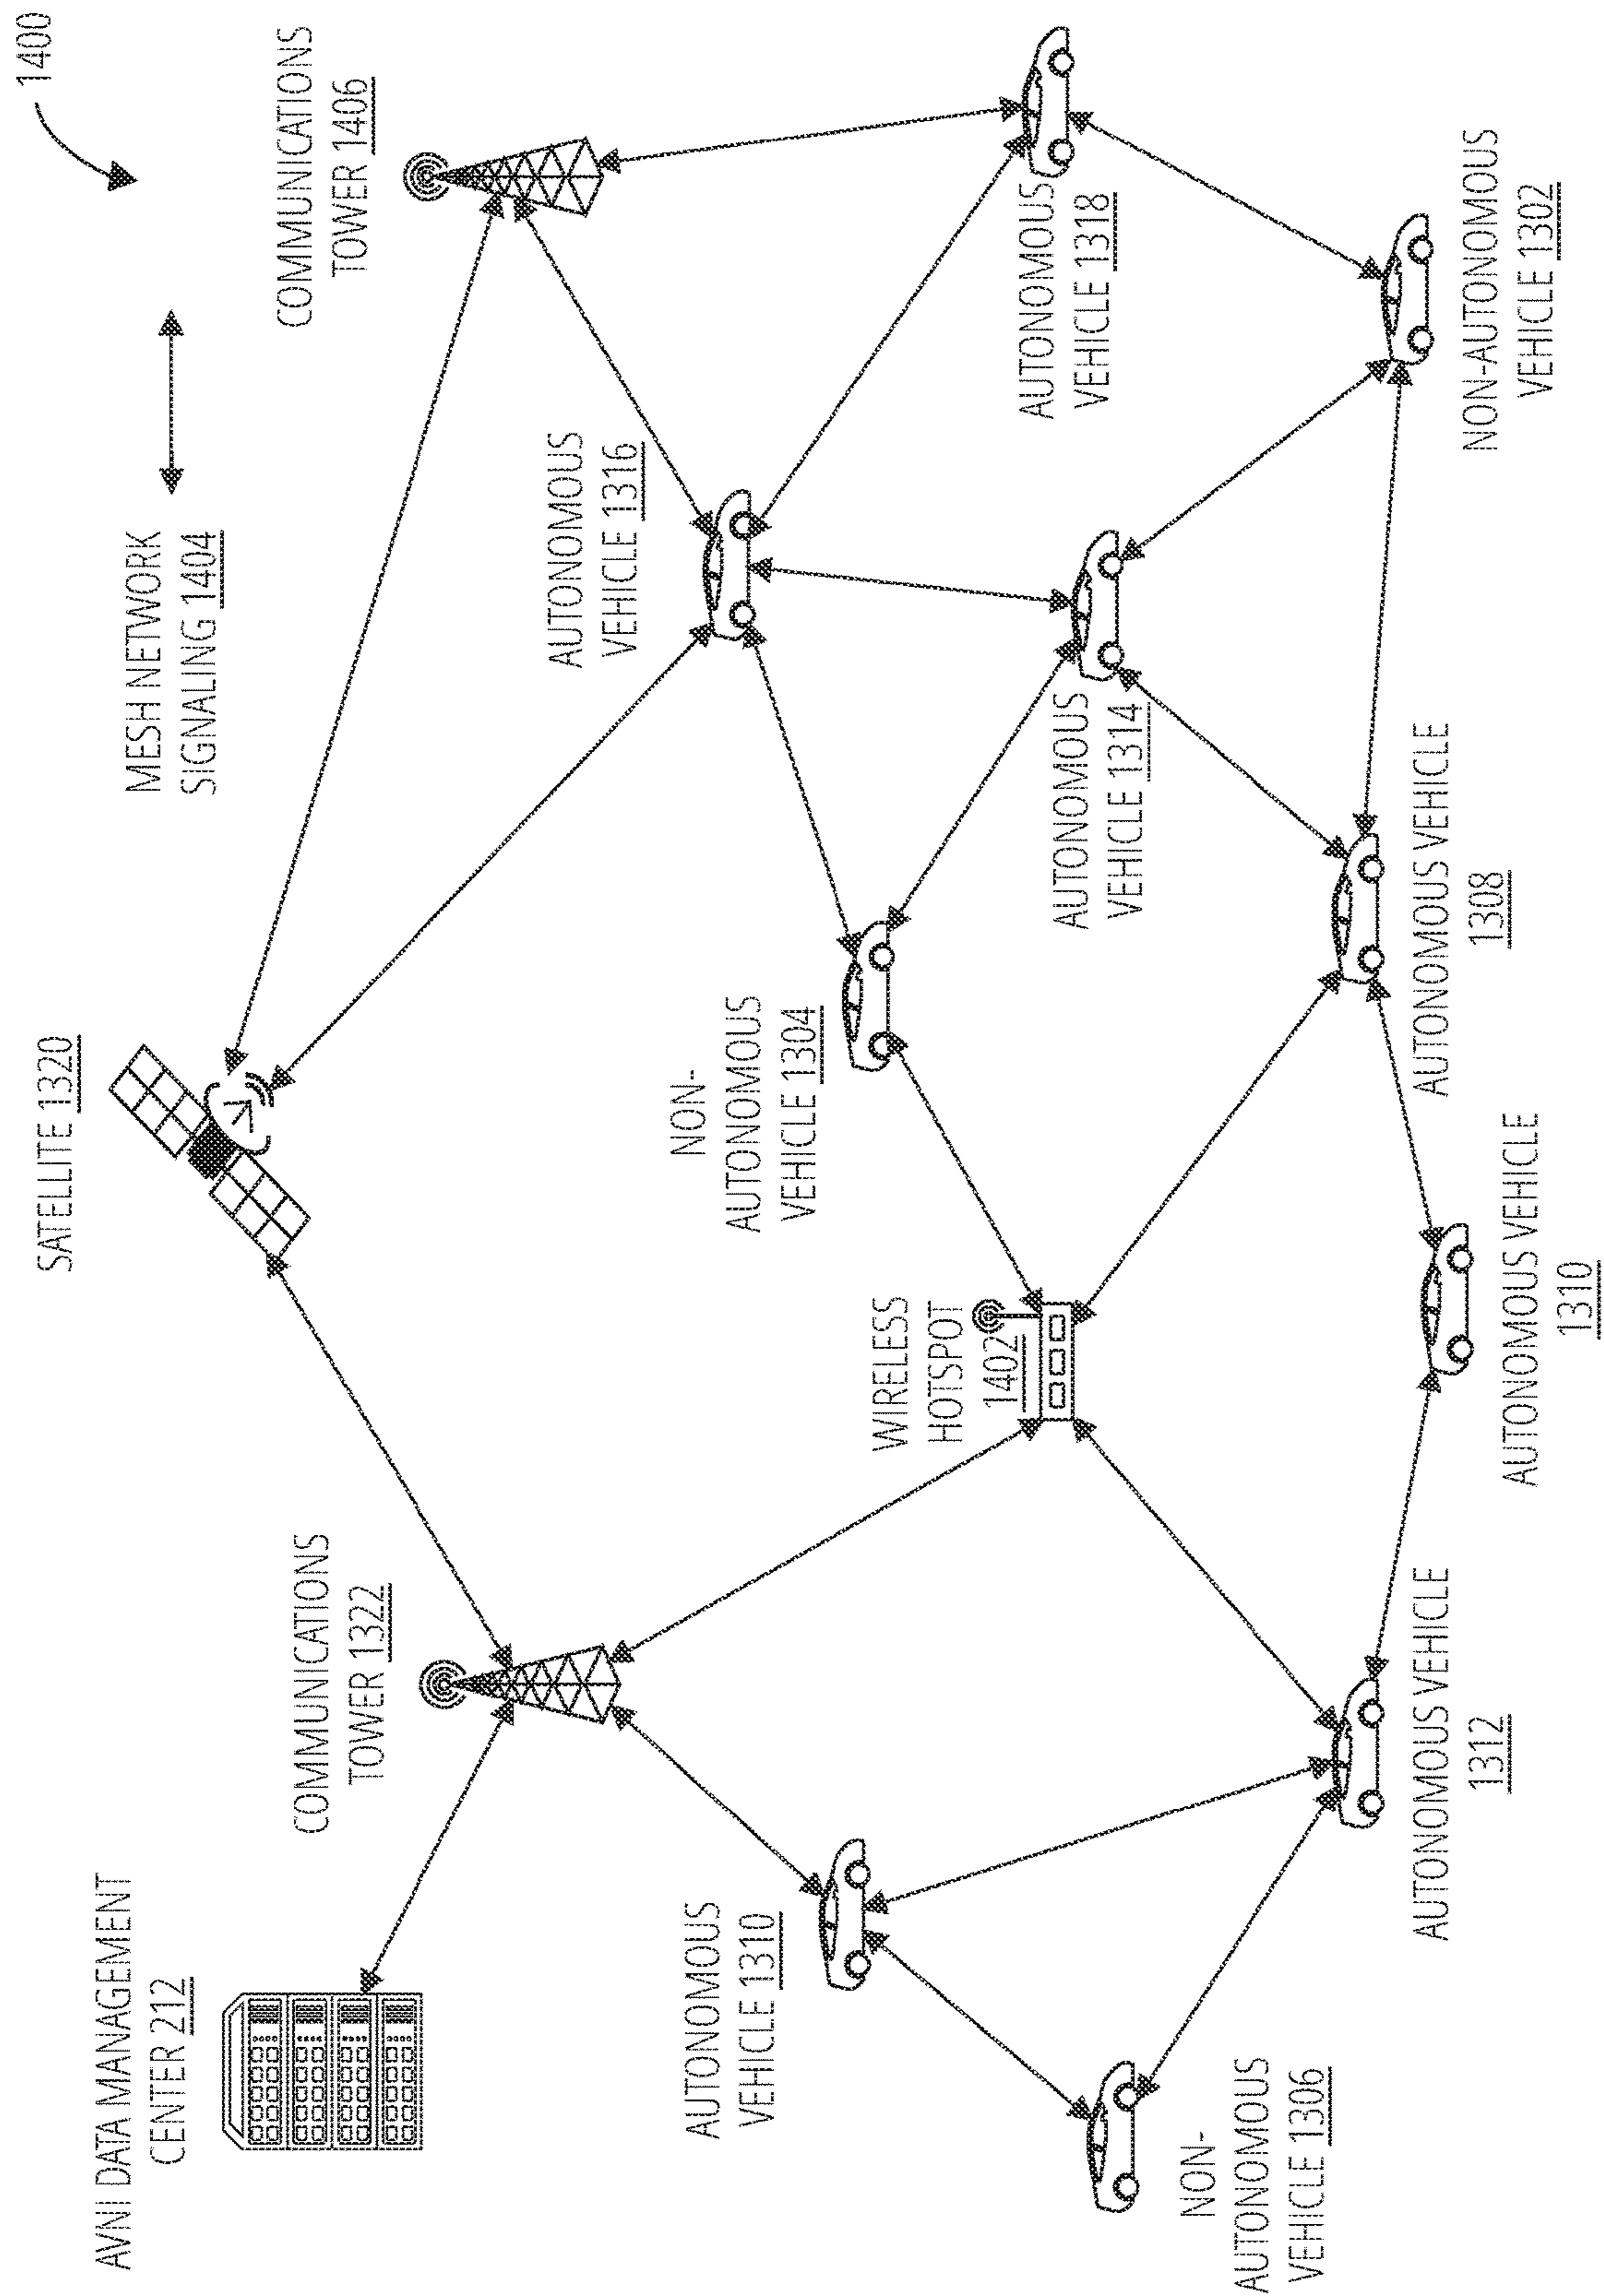 1400
MESH NETWORK
SIGNALING 1404
SATELLITE 1320
AVNI DATA MANAGEMENT
CENTER 212
COMMUNICATIONS
TOWER 1322
COMMUNICATIONS
TOWER 1406
AUTONOMOUS
VEHICLE 1316
AUTONOMOUS
VEHICLE 1310
NON-
AUTONOMOUS
VEHICLE 1304
WIRELESS
HOTSPOT
1402
AUTONOMOUS
VEHICLE 1318
AUTONOMOUS
VEHICLE 1314
NON-
AUTONOMOUS
VEHICLE 1306
AUTONOMOUS VEHICLE
1312
AUTONOMOUS VEHICLE
1310
AUTONOMOUS VEHICLE
1308
NON-AUTONOMOUS
VEHICLE 1302